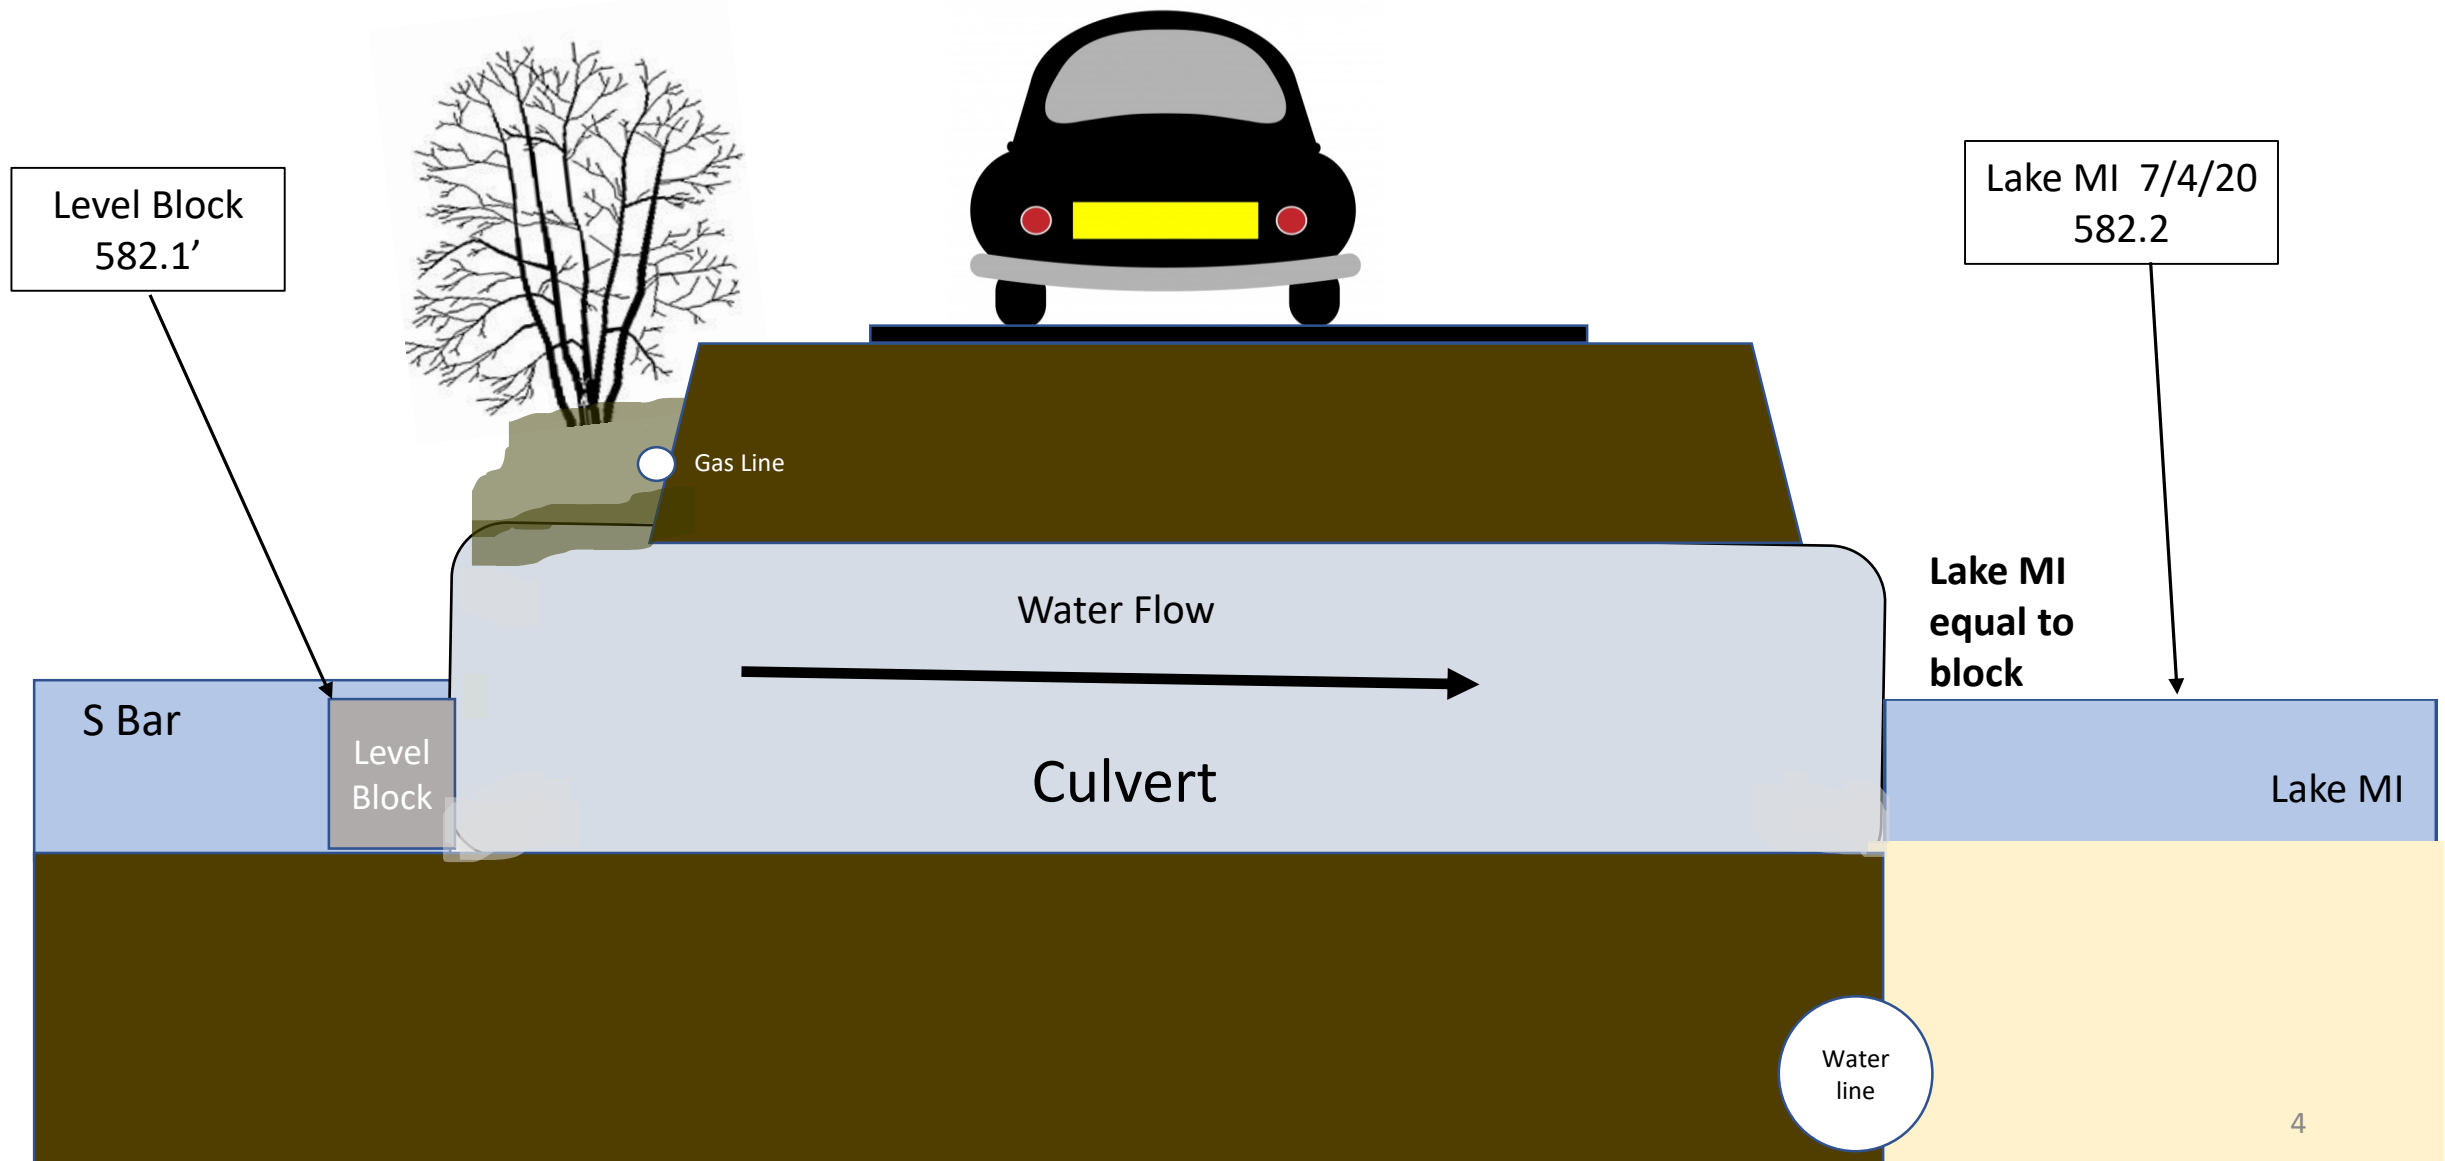 Level Block
582.1’
Lake MI 7/4/20
582.2
Gas Line
Water Flow
Lake MI
equal to
block
S Bar
Level
Block
Culvert
Lake MI
Water
line
4